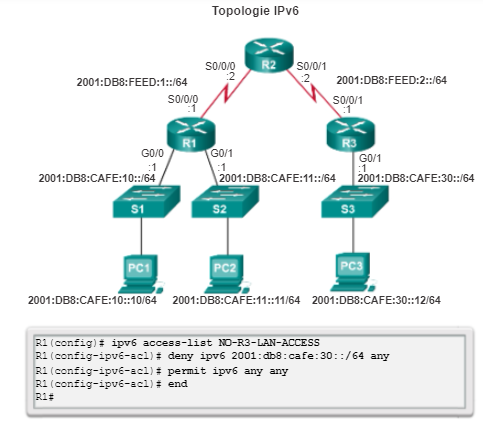 Topologie IPv6
R2
S0/0/0
:2
S0/0/1
:2
2001:DB8:FEED:1::/64
2001:DB8:FEED:2::/64
S0/0/0
:1
S0/0/1
:1
R1
R3
G0/0
:1
G0/1
:1
G0/1
:1
2001:DB8:CAFE:10::/64
2001:DB8:CAFE:11::/64
2001:DB8:CAFE:30::/64
S1
S2
S3
PC1
PC2
PC3
2001:DB8:CAFE:10::10/64
2001:DB8:CAFE:11::11/64
2001:DB8:CAFE:30::12/64
R1(config)# ipv6 access-list NO-R3-LAN-ACCESS
R1(config-ipv6-acl)# deny ipv6 2001:db8:cafe:30::/64 any
R1(config-ipv6-acl)# permit ipv6 any any
R1(config-ipv6-acl)# end
R1#